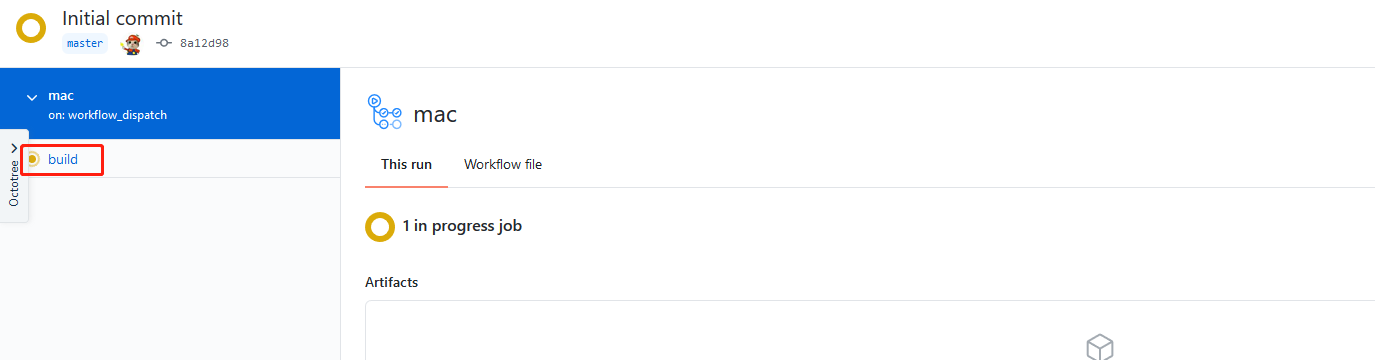 Initial commit
master 8a12d98
mac
on: workflow_dispatch
build
Octotree
mac
This run Workflow file
1 in progress job
Artifacts